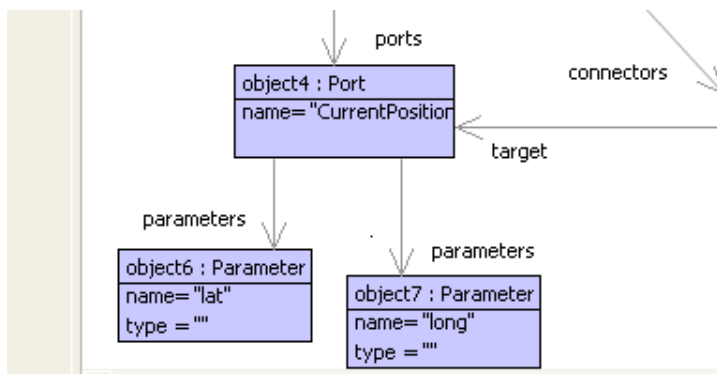 ports
object4 : Port
name= "CurrentPosition
connectors
target
parameters
parameters
object6 : Parameter
name= "lat"
type = ""
object7 : Parameter
name= "long"
type = ""